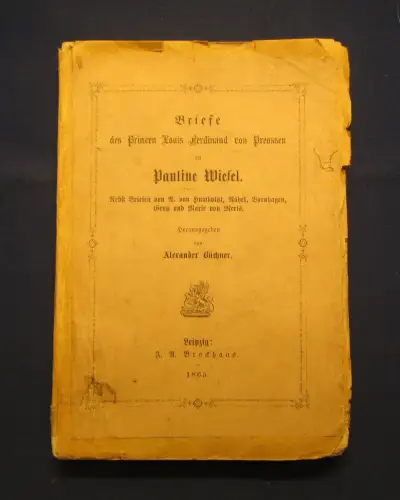 Briefe
des Prinzen Louis Ferdinand von Preussen
an
Pauline Wiesel.
Nebst Briefen von A. von Humboldt, Rahel, Varnhagen,
Gentz und Marie von Méris.
Herausgegeben
von
Alexander Büchner.
Leipzig:
F. A. Brockhaus.
1865.